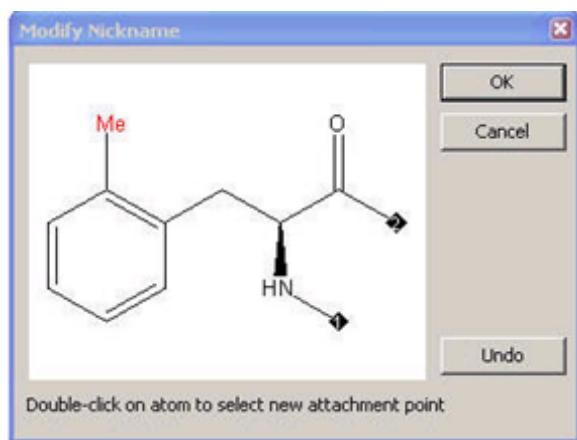 Modify Nickname
OK
Cancel
Me
O
2
HN
1
Undo
Double-click on atom to select new attachment point